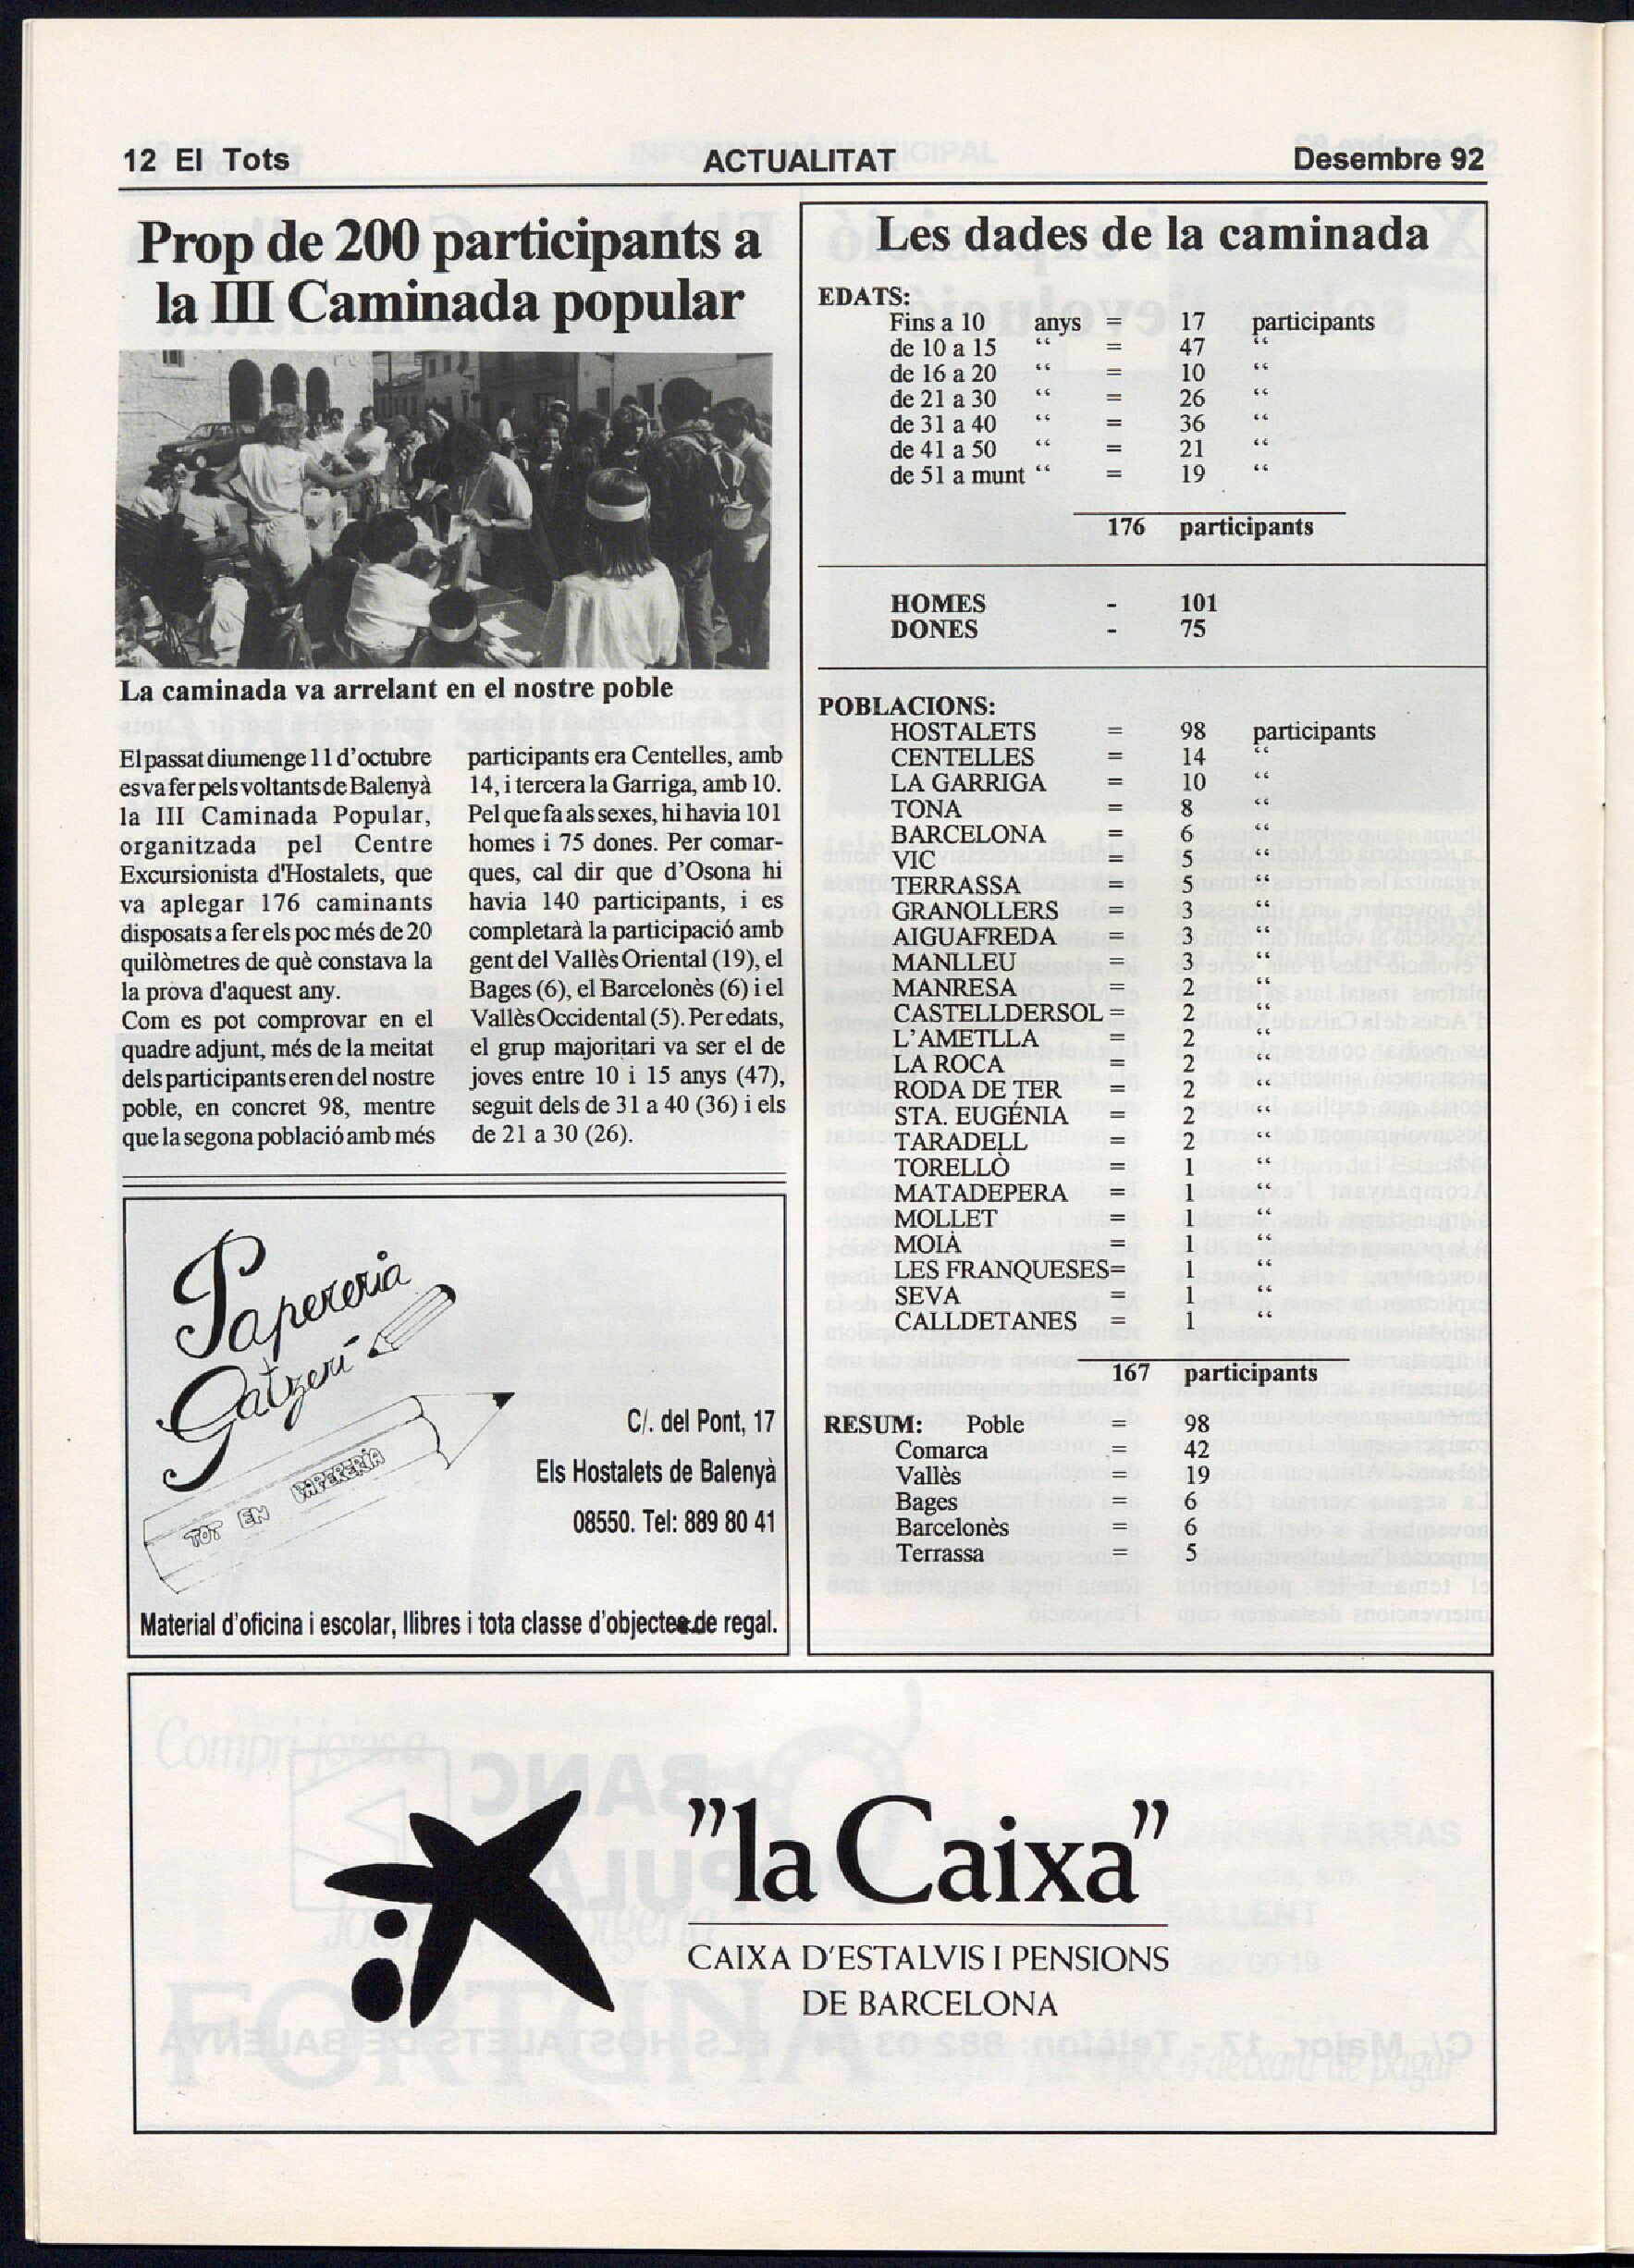 12 El Tots
ACTUALITAT
Desembre 92
Prop de 200 participants a
la III Caminada popular
La caminada va arrelant en el nostre poble
El passat diumenge 11 d'octubre
es va fer pels voltants de Balenyà
la III Caminada Popular,
organitzada pel Centre
Excursionista d'Hostalets, que
va aplegar 176 caminants
disposats a fer els poc més de 20
quilòmetres de què constava la
la pròva d'aquest any.
Com es pot comprovar en el
quadre adjunt, més de la meitat
dels participants eren del nostre
poble, en concret 98, mentre
que la segona població amb més
participants era Centelles, amb
14, i tercera la Garriga, amb 10.
Pel que fa als sexes, hi havia 101
homes i 75 dones. Per comar-
ques, cal dir que d'Osona hi
havia 140 participants, i es
completarà la participació amb
gent del Vallès Oriental (19), el
Bages (6), el Barcelonès (6) i el
Vallès Occidental (5). Per edats,
el grup majoritari va ser el de
joves entre 10 i 15 anys (47),
seguit dels de 31 a 40 (36) i els
de 21 a 30 (26).
Papereria
Gatzerí
TOT EN PAPERERIA
C/. del Pont, 17
Els Hostalets de Balenyà
08550. Tel: 889 80 41
Material d'oficina i escolar, llibres i tota classe d'objectes de regal.
Les dades de la caminada
EDATS:
Fins a 10 anys = 17 participants
de 10 a 15 “ = 47 “
de 16 a 20 “ = 10 “
de 21 a 30 “ = 26 “
de 31 a 40 “ = 36 “
de 41 a 50 “ = 21 “
de 51 a munt “ = 19 “
176 participants
HOMES - 101
DONES - 75
POBLACIONS:
HOSTALETS = 98 participants
CENTELLES = 14 “
LA GARRIGA = 10 “
TONA = 8 “
BARCELONA = 6 “
VIC = 5 “
TERRASSA = 5 “
GRANOLLERS = 3 “
AIGUAFREDA = 3 “
MANLLEU = 3 “
MANRESA = 2 “
CASTELLDERSOL = 2 “
L'AMETLLA = 2 “
LA ROCA = 2 “
RODA DE TER = 2 “
STA. EUGÉNIA = 2 “
TARADELL = 2 “
TORELLÒ = 1 “
MATADEPERA = 1 “
MOLLET = 1 “
MOIÀ = 1 “
LES FRANQUESES= 1 “
SEVA = 1 “
CALLDETANES = 1 “
167 participants
RESUM: Poble = 98
Comarca = 42
Vallès = 19
Bages = 6
Barcelonès = 6
Terrassa = 5
"la Caixa"
CAIXA D'ESTALVIS I PENSIONS
DE BARCELONA